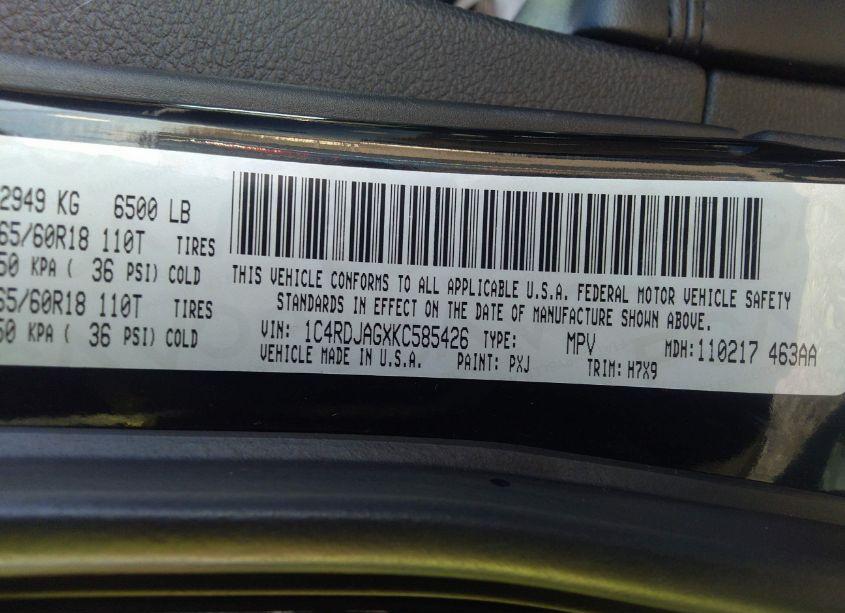 2949 KG 6500 LB
65/60R18 110T TIRES
50 KPA ( 36 PSI) COLD
65/60R18 110T TIRES
60 KPA ( 36 PSI) COLD
THIS VEHICLE CONFORMS TO ALL APPLICABLE U.S.A. FEDERAL MOTOR VEHICLE SAFETY
STANDARDS IN EFFECT ON THE DATE OF MANUFACTURE SHOWN ABOVE.
VIN: 1C4RDJAGXKC585426 TYPE: MPV MDH:110217 463AA
VEHICLE MADE IN U.S.A. PAINT: PXJ TRIM: H7X9